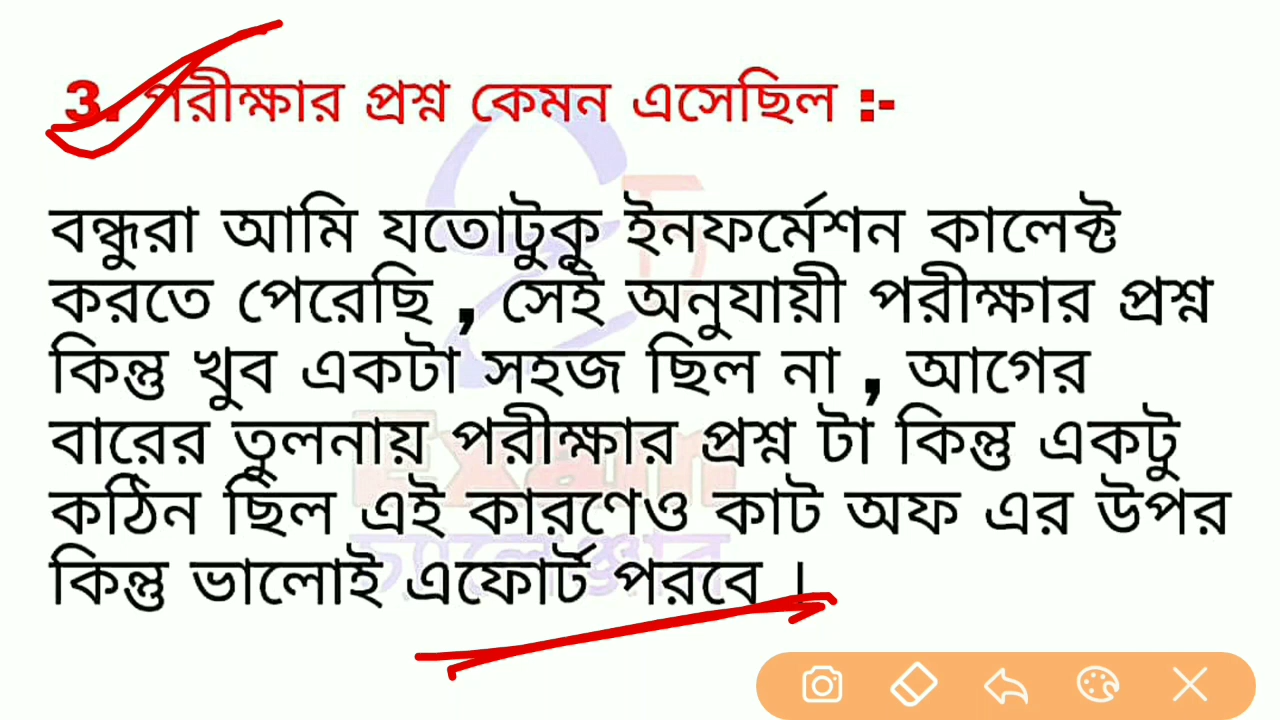 3. পরীক্ষার প্রশ্ন কেমন এসেছিল :-
বন্ধুরা আমি যতোটুকু ইনফর্মেশন কালেক্ট
করতে পেরেছি , সেই অনুযায়ী পরীক্ষার প্রশ্ন
কিন্তু খুব একটা সহজ ছিল না , আগের
বারের তুলনায় পরীক্ষার প্রশ্ন টা কিন্তু একটু
কঠিন ছিল এই কারণেও কাট অফ এর উপর
কিন্তু ভালোই এফোর্ট পরবে ।
Exam
চ্যালেঞ্জার